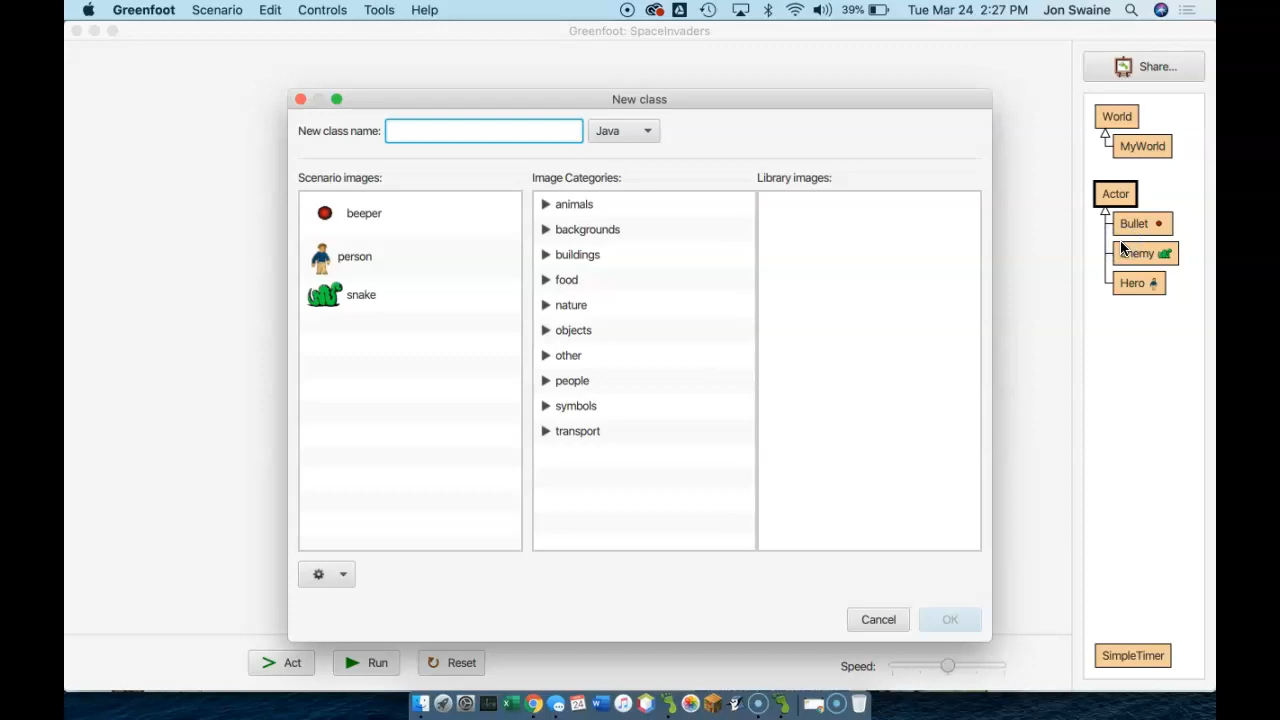 Greenfoot Scenario Edit Controls Tools Help 39% Tue Mar 24 2:27 PM Jon Swaine
Greenfoot: SpaceInvaders
Share...
New class
New class name: Java
Scenario images: Image Categories: Library images:
beeper
person
snake
animals
backgrounds
buildings
food
nature
objects
other
people
symbols
transport
Cancel OK
World
MyWorld
Actor
Bullet
Hero
SimpleTimer
Act Run Reset Speed:
24